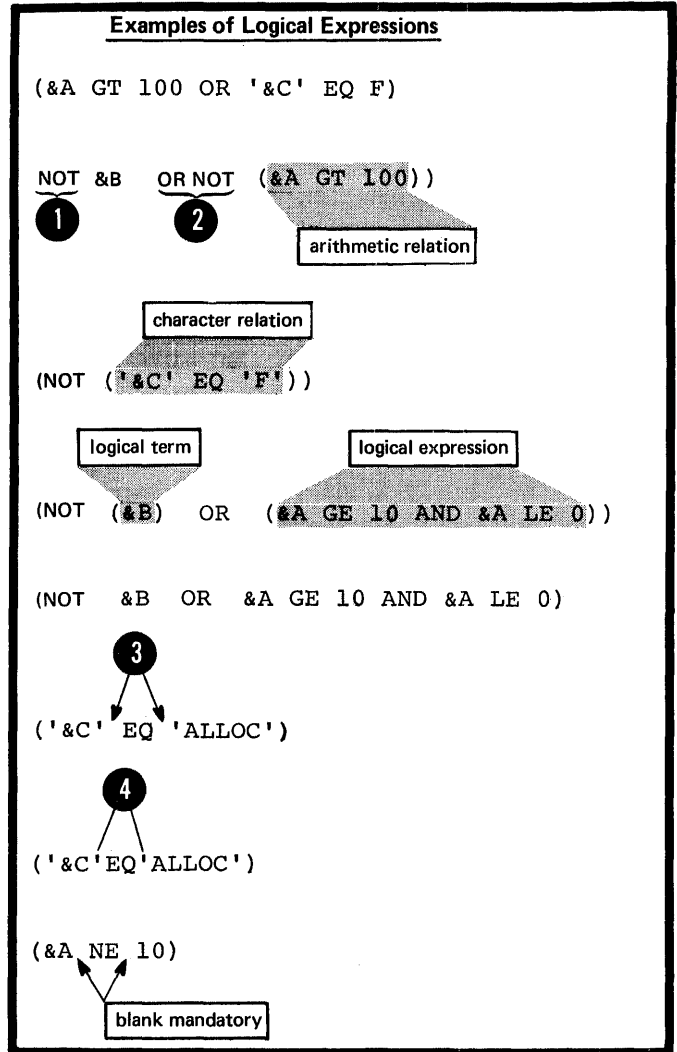 Examples of Logical Expressions
(&A GT 100 OR '&C' EQ F)
NOT &B OR NOT (&A GT 100))
1 2
arithmetic relation
character relation
(NOT ('&C' EQ 'F'))
logical term logical expression
(NOT (&B) OR (&A GE 10 AND &A LE 0))
(NOT &B OR &A GE 10 AND &A LE 0)
3
('&C' EQ 'ALLOC')
4
('&C'EQ'ALLOC')
(&A NE 10)
blank mandatory